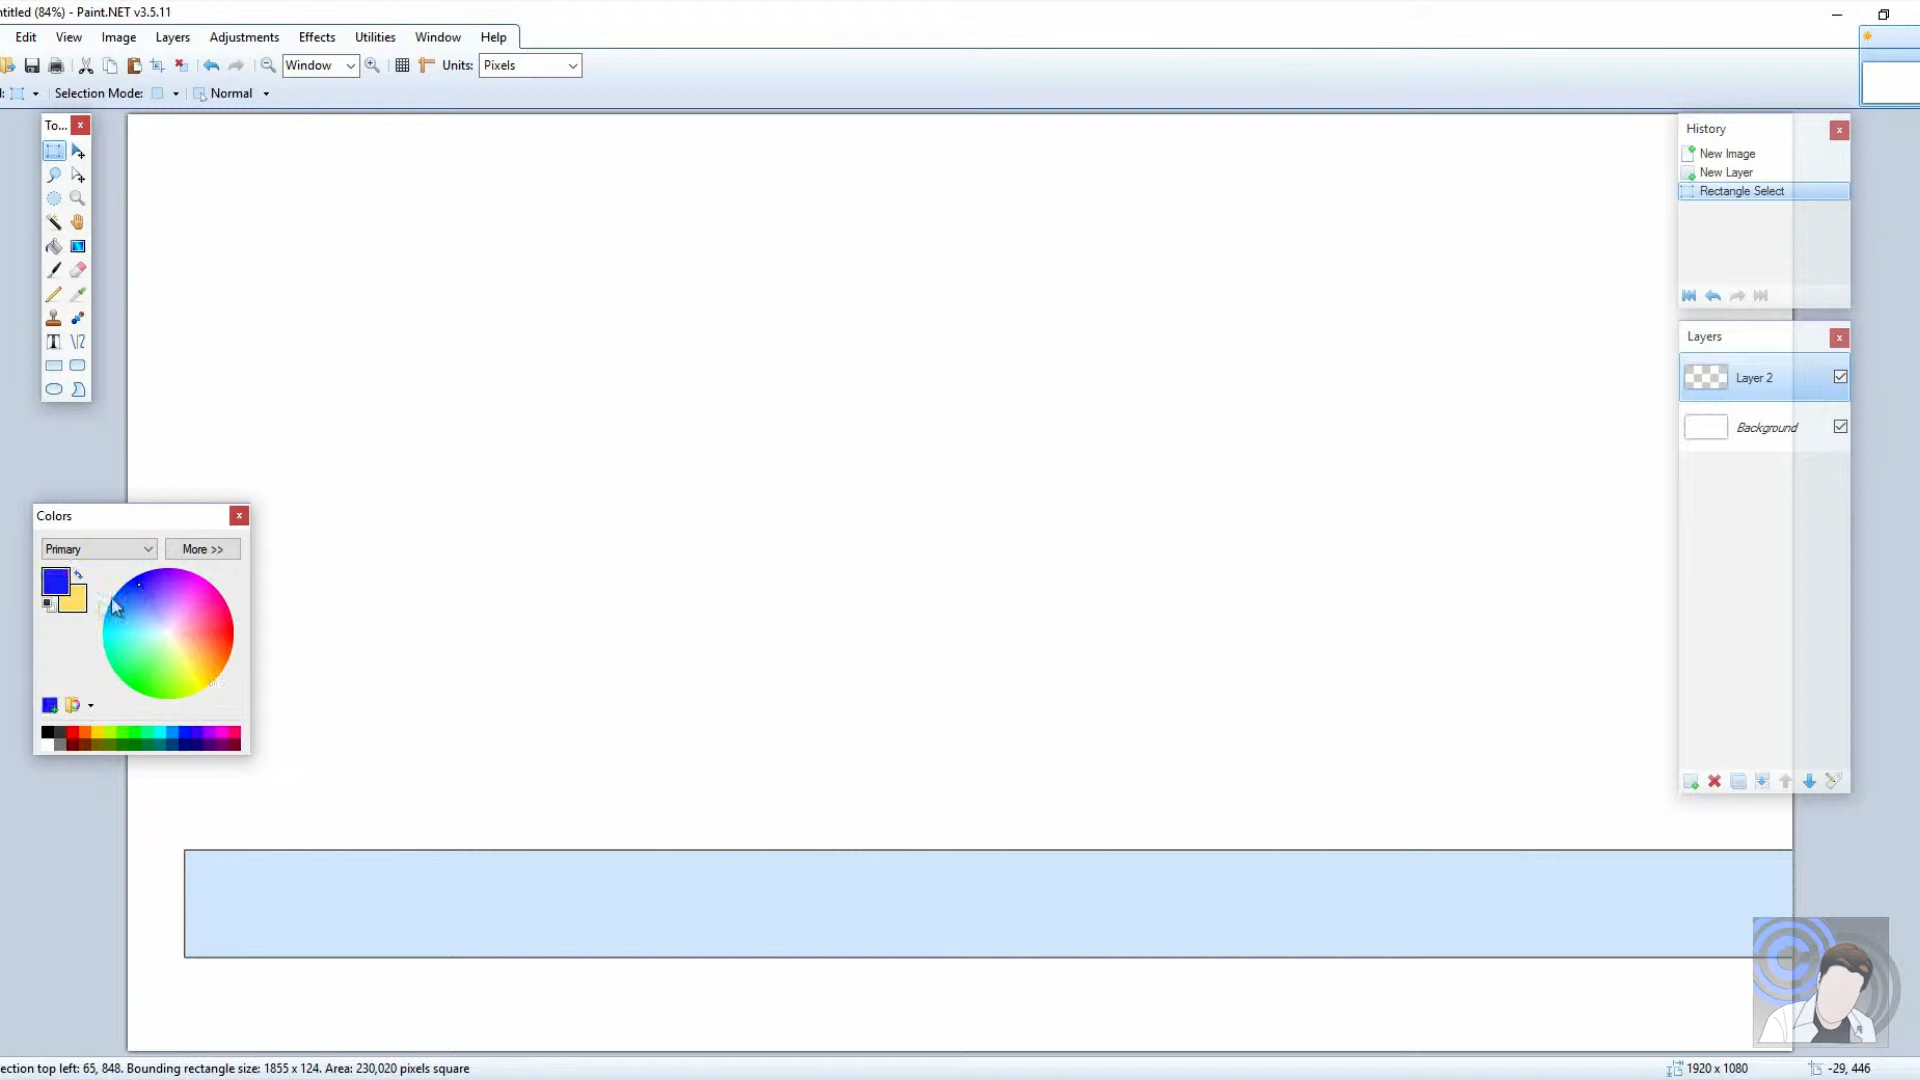 ntitled (84%) - Paint.NET v3.5.11
Edit View Image Layers Adjustments Effects Utilities Window Help
Window Units: Pixels
: Selection Mode: Normal
To...
History
New Image
New Layer
Rectangle Select
Layers
Layer 2
Background
Colors
Primary More >>
ection top left: 65, 848. Bounding rectangle size: 1855 x 124. Area: 230,020 pixels square
1920 x 1080 -29, 446